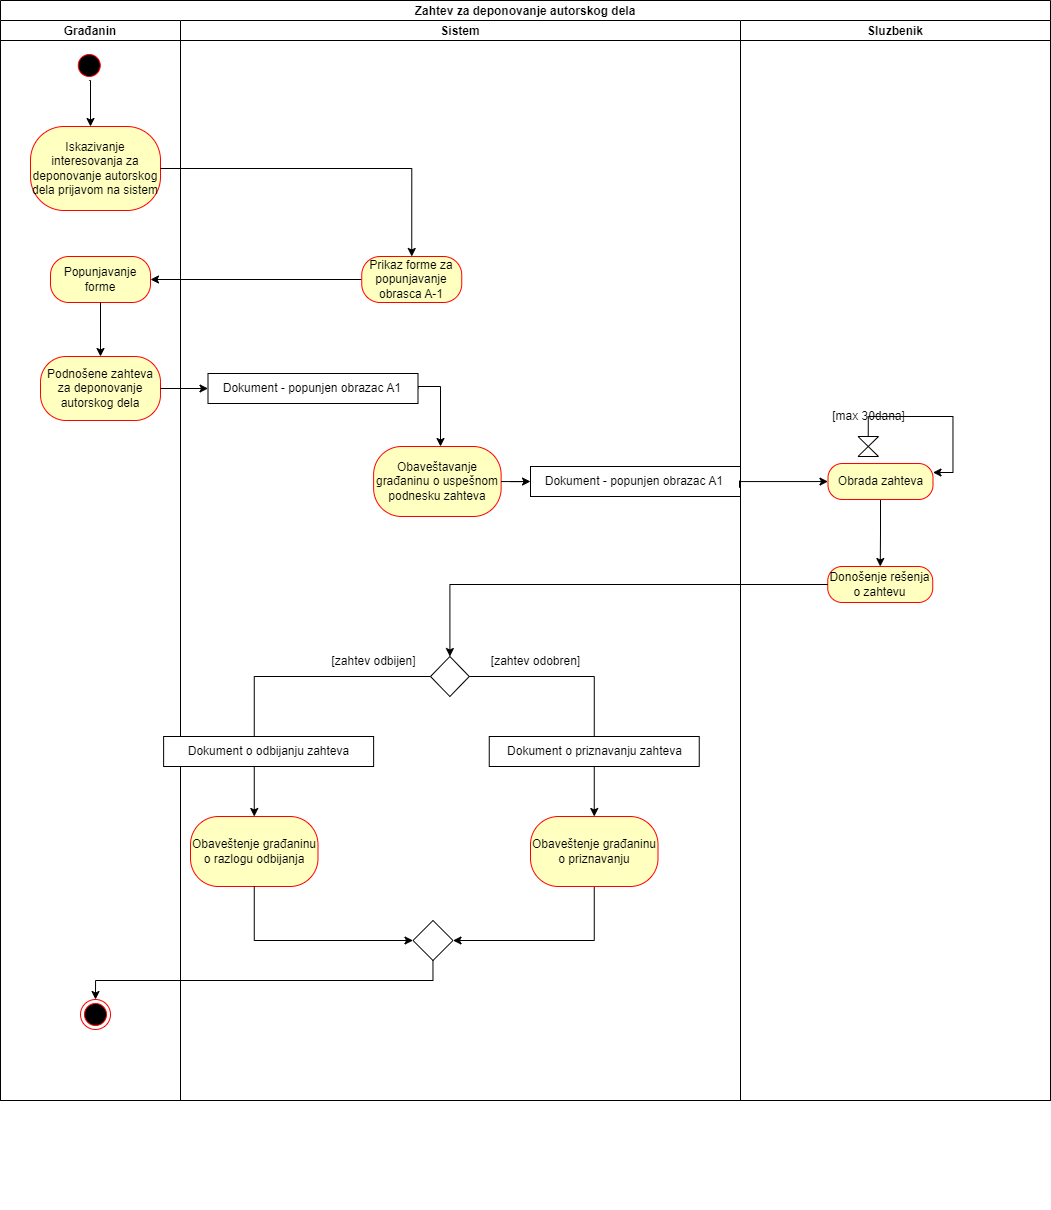 Zahtev za deponovanje autorskog dela
Građanin
Sistem
Sluzbenik
Iskazivanje
interesovanja za
deponovanje autorskog
dela prijavom na sistem
Prikaz forme za
popunjavanje
obrasca A-1
Popunjavanje
forme
Podnošene zahteva
za deponovanje
autorskog dela
Dokument - popunjen obrazac A1
[max 30dana]
Obaveštavanje
građaninu o uspešnom
podnesku zahteva
Dokument - popunjen obrazac A1
Obrada zahteva
Donošenje rešenja
o zahtevu
[zahtev odbijen]
[zahtev odobren]
Dokument o odbijanju zahteva
Dokument o priznavanju zahteva
Obaveštenje građaninu
o razlogu odbijanja
Obaveštenje građaninu
o priznavanju